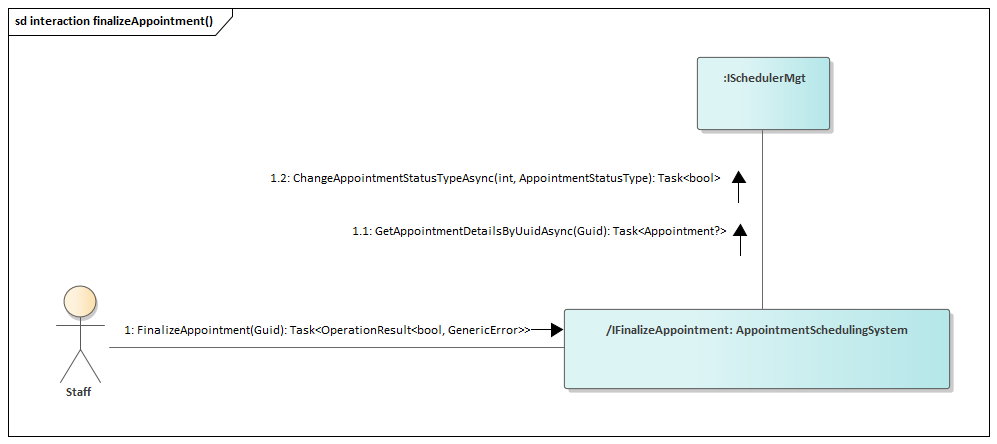 sd interaction finalizeAppointment()
:ISchedulerMgt
1.2: ChangeAppointmentStatusTypeAsync(int, AppointmentStatusType): Task<bool>
1.1: GetAppointmentDetailsByUuidAsync(Guid): Task<Appointment?>
1: FinalizeAppointment(Guid): Task<OperationResult<bool, GenericError>>
/IFinalizeAppointment: AppointmentSchedulingSystem
Staff